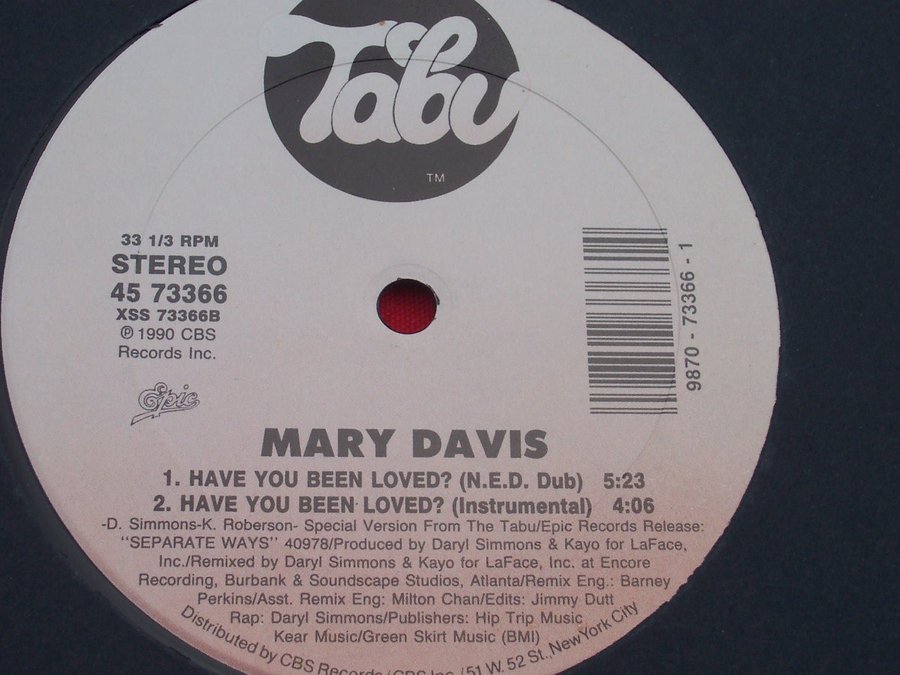 Tabu
TM
33 1/3 RPM
STEREO
45 73366
XSS 73366B
℗ 1990 CBS
Records Inc.
Epic
9870 - 73366 - 1
MARY DAVIS
1. HAVE YOU BEEN LOVED? (N.E.D. Dub) 5:23
2. HAVE YOU BEEN LOVED? (Instrumental) 4:06
-D. Simmons-K. Roberson- Special Version From The Tabu/Epic Records Release:
"SEPARATE WAYS" 40978/Produced by Daryl Simmons & Kayo for LaFace,
Inc./Remixed by Daryl Simmons & Kayo for LaFace, Inc. at Encore
Recording, Burbank & Soundscape Studios, Atlanta/Remix Eng.: Barney
Perkins/Asst. Remix Eng: Milton Chan/Edits: Jimmy Dutt
Rap: Daryl Simmons/Publishers: Hip Trip Music
Kear Music/Green Skirt Music (BMI)
Distributed by CBS Records/CBS Inc./51 W. 52 St., New York City